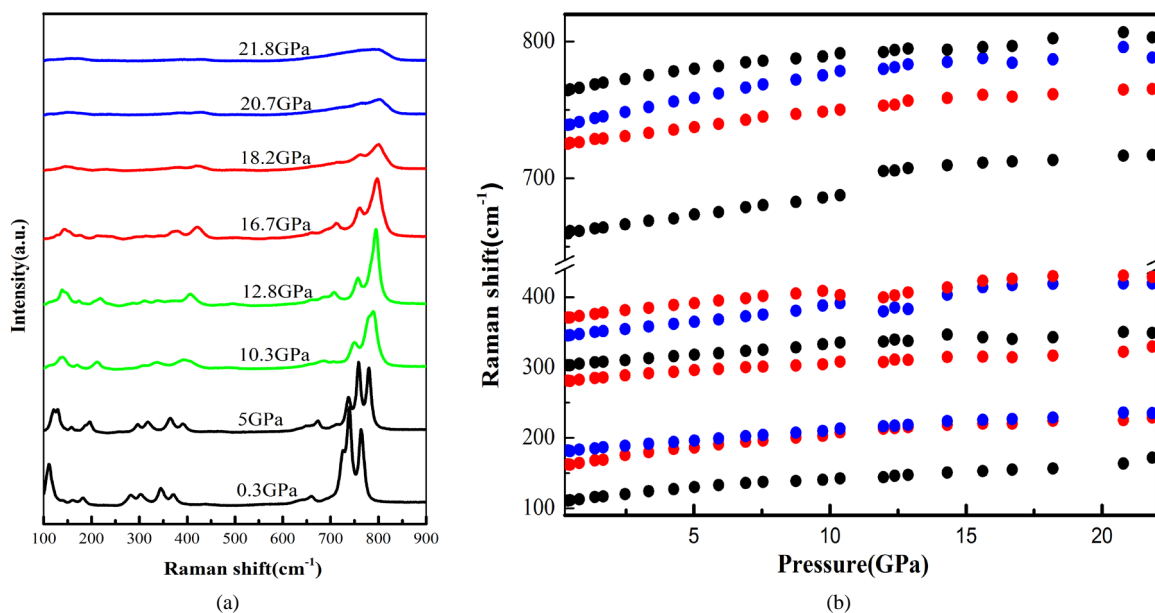 21.8GPa
20.7GPa
18.2GPa
16.7GPa
12.8GPa
10.3GPa
5GPa
0.3GPa
Intensity(a.u.)
100 200 300 400 500 600 700 800 900
Raman shift(cm⁻¹)
(a)
800
700
400
300
200
100
Raman shift(cm⁻¹)
5 10 15 20
Pressure(GPa)
(b)